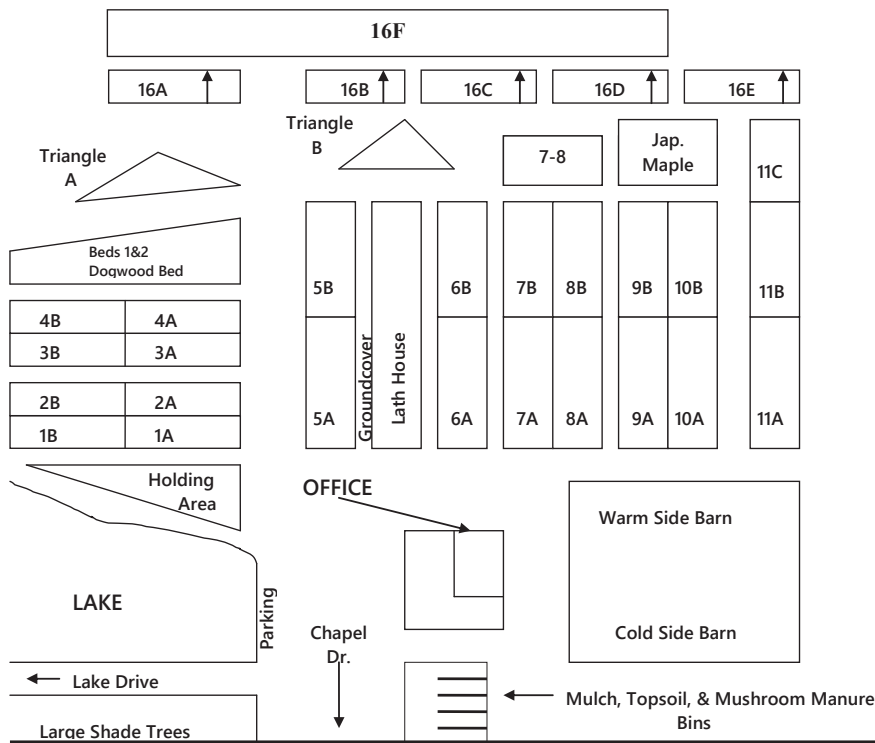 16F
16A
16B
16C
16D
16E
Triangle
A
Triangle
B
7-8
Jap.
Maple
11C
Beds 1&2
Dogwood Bed
5B
6B
7B
8B
9B
10B
11B
4B
4A
3B
3A
Groundcover
Lath House
2B
2A
1B
1A
5A
6A
7A
8A
9A
10A
11A
Holding
Area
OFFICE
Warm Side Barn
LAKE
Parking
Chapel
Dr.
Cold Side Barn
Lake Drive
Mulch, Topsoil, & Mushroom Manure
Bins
Large Shade Trees